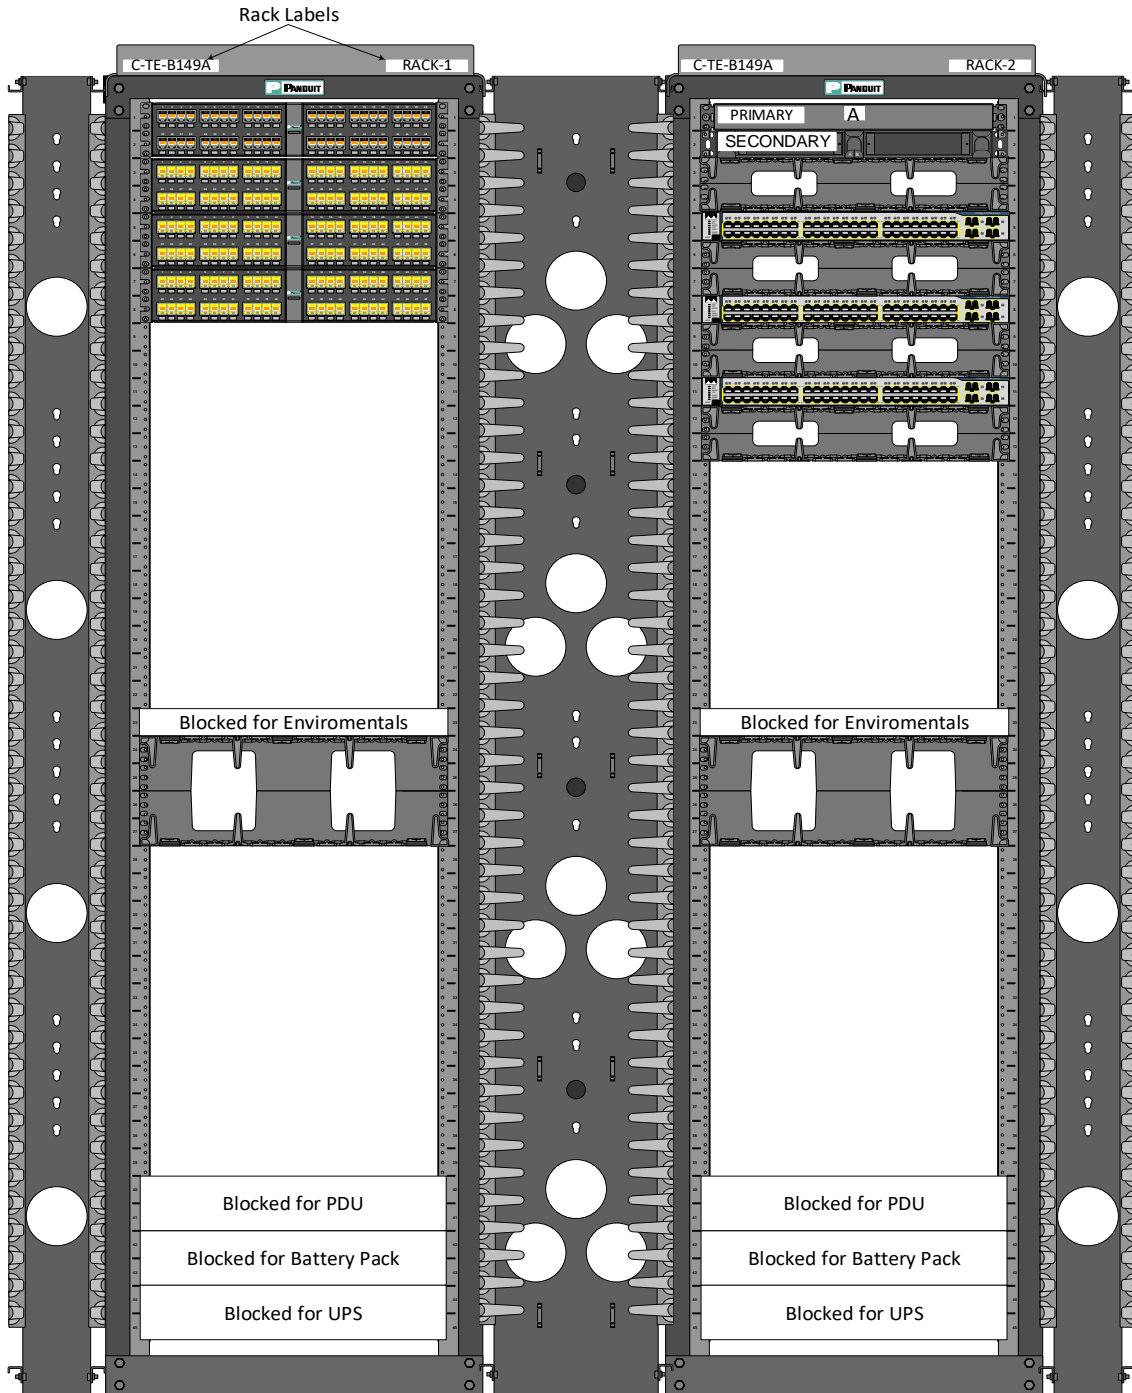 Rack Labels
C-TE-B149A
RACK-1
C-TE-B149A
RACK-2
PANDUIT
PANDUIT
PRIMARY
A
SECONDARY
Blocked for Enviromentals
Blocked for Enviromentals
Blocked for PDU
Blocked for PDU
Blocked for Battery Pack
Blocked for Battery Pack
Blocked for UPS
Blocked for UPS